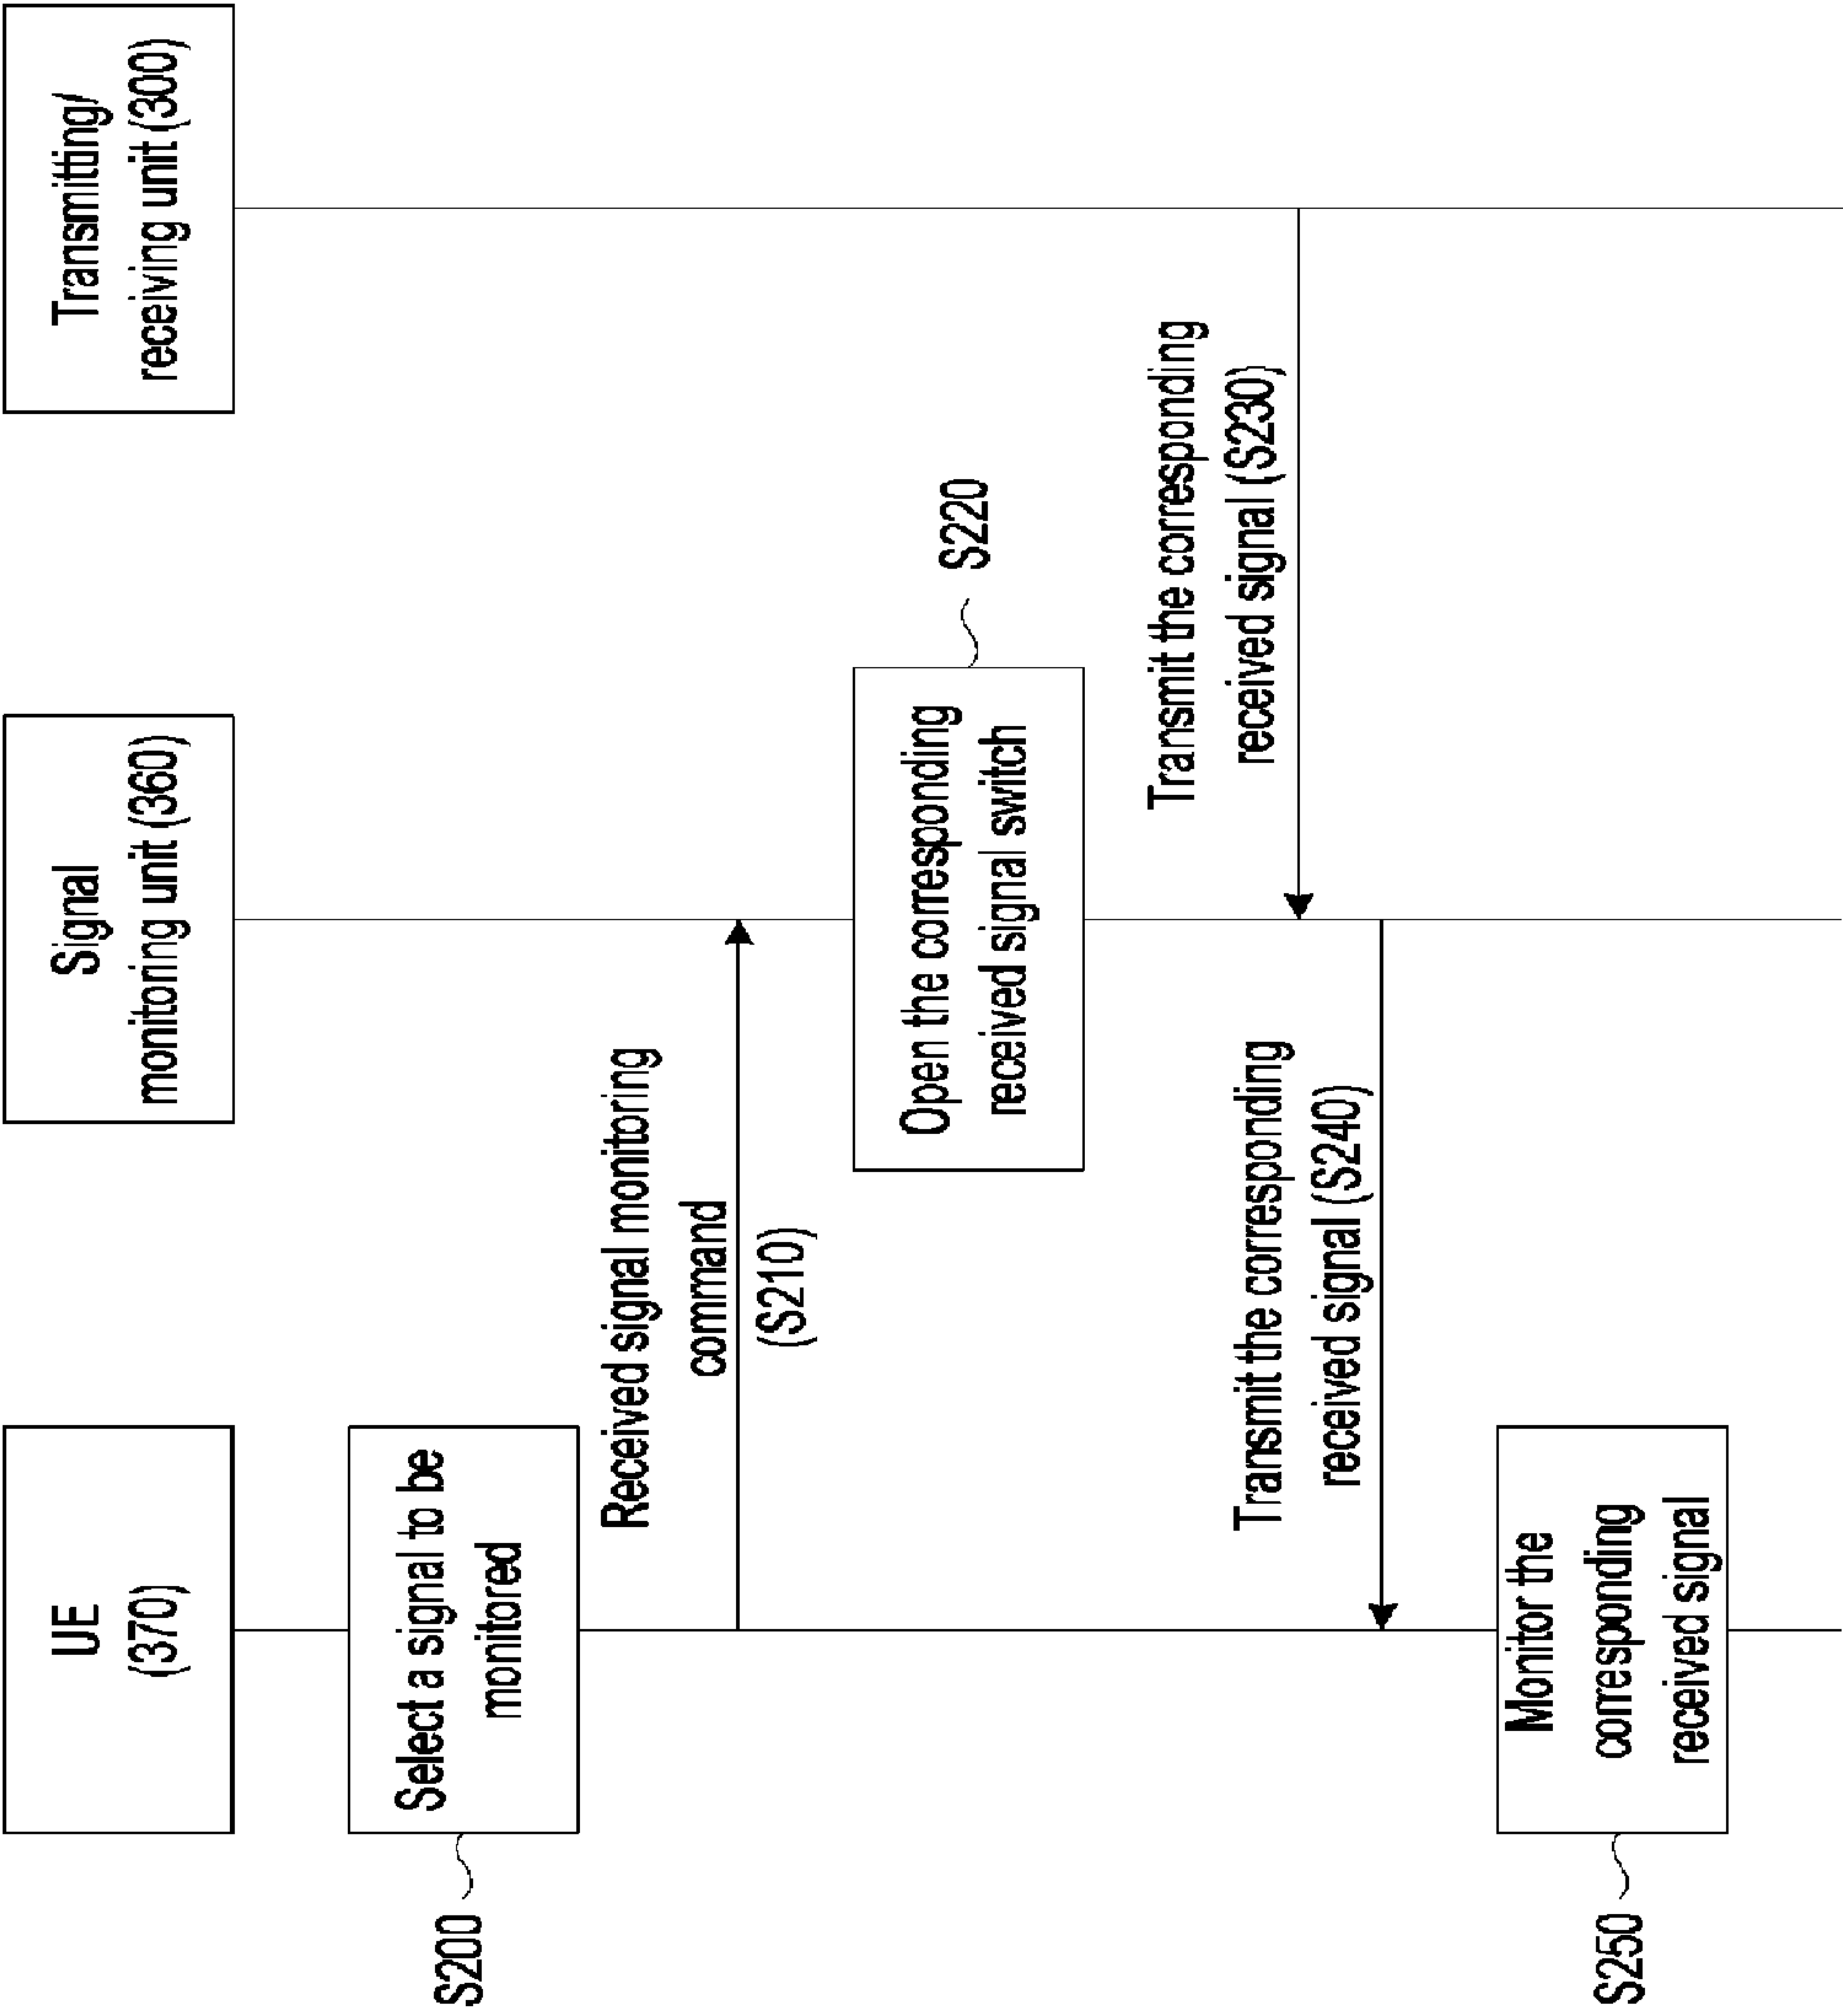 UE
(370)
Signal
monitoring unit (360)
Transmitting/
receiving unit (300)
S200
Select a signal to be
monitored
Received signal monitoring
command
(S210)
Open the corresponding
received signal switch
S220
Transmit the corresponding
received signal (S230)
Transmit the corresponding
received signal (S240)
S250
Monitor the
corresponding
received signal